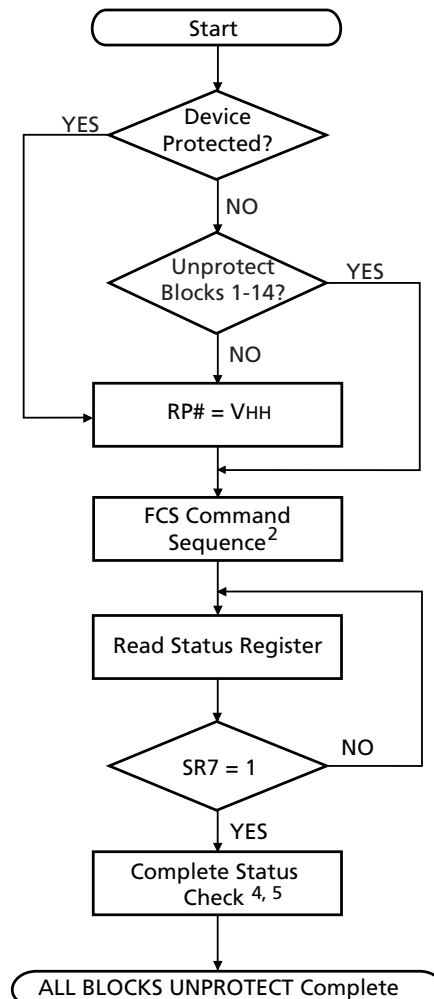 Start
YES
Device
Protected?
NO
Unprotect
Blocks 1-14?
YES
NO
RP# = VHH
FCS Command
Sequence2
Read Status Register
NO
SR7 = 1
YES
Complete Status
Check 4, 5
ALL BLOCKS UNPROTECT Complete